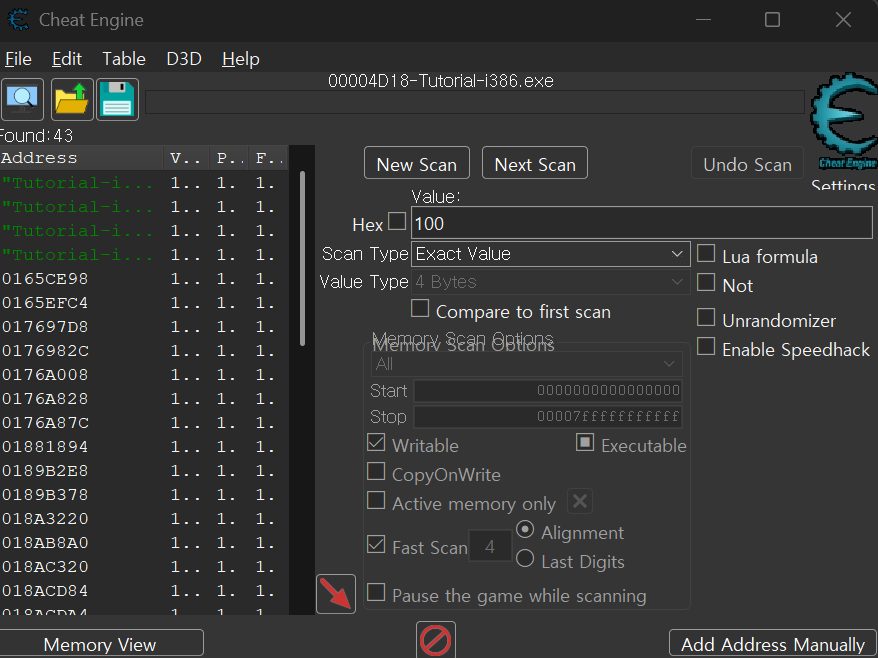 Cheat Engine
File Edit Table D3D Help
00004D18-Tutorial-i386.exe
Found:43
Address V.. P.. F..
"Tutorial-i... 1.. 1. 1.
"Tutorial-i... 1.. 1. 1.
"Tutorial-i... 1.. 1. 1.
"Tutorial-i... 1.. 1. 1.
0165CE98 1.. 1. 1.
0165EFC4 1.. 1. 1.
017697D8 1.. 1. 1.
0176982C 1.. 1. 1.
0176A008 1.. 1. 1.
0176A828 1.. 1. 1.
0176A87C 1.. 1. 1.
01881894 1.. 1. 1.
0189B2E8 1.. 1. 1.
0189B378 1.. 1. 1.
018A3220 1.. 1. 1.
018AB8A0 1.. 1. 1.
018AC320 1.. 1. 1.
018ACD84 1.. 1. 1.
018ACDA4 1.. 1. 1.
New Scan Next Scan Undo Scan
Cheat Engine
Settings
Value:
Hex 100
Scan Type Exact Value
Lua formula
Value Type 4 Bytes
Not
Compare to first scan
Unrandomizer
Enable Speedhack
Memory Scan Options
Memory Scan Options
All
Start 0000000000000000
Stop 00007fffffffffff
Writable Executable
CopyOnWrite
Active memory only
Fast Scan 4 Alignment
Last Digits
Pause the game while scanning
Memory View Add Address Manually